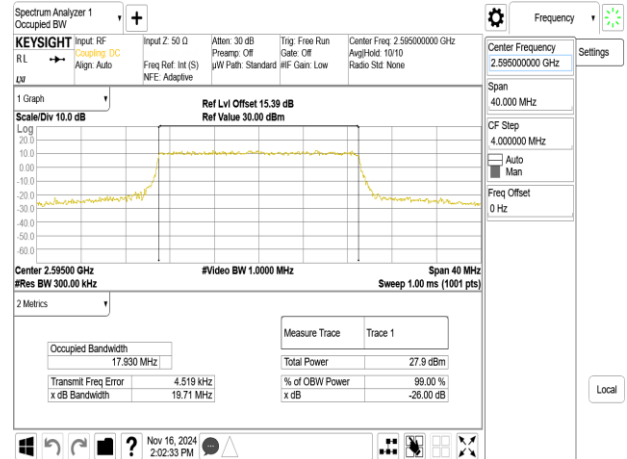 Spectrum Analyzer 1
Occupied BW
Frequency
KEYSIGHT
RL
LXI
Input: RF
Coupling: DC
Align: Auto
Input Z: 50 Ω
Freq Ref: Int (S)
NFE: Adaptive
Atten: 30 dB
Preamp: Off
µW Path: Standard
Trig: Free Run
Gate: Off
#IF Gain: Low
Center Freq: 2.595000000 GHz
Avg|Hold: 10/10
Radio Std: None
Center Frequency
2.595000000 GHz
Settings
Span
40.000 MHz
CF Step
4.000000 MHz
Auto
Man
Freq Offset
0 Hz
Local
1 Graph
Scale/Div 10.0 dB
Ref Lvl Offset 15.39 dB
Ref Value 30.00 dBm
Log
20.0
10.0
0.00
-10.0
-20.0
-30.0
-40.0
-50.0
-60.0
Center 2.59500 GHz
#Video BW 1.0000 MHz
Span 40 MHz
#Res BW 300.00 kHz
Sweep 1.00 ms (1001 pts)
2 Metrics
Measure Trace Trace 1
Occupied Bandwidth
17.930 MHz
Total Power 27.9 dBm
Transmit Freq Error 4.519 kHz
% of OBW Power 99.00 %
x dB Bandwidth 19.71 MHz
x dB -26.00 dB
?
Nov 16, 2024
2:02:33 PM